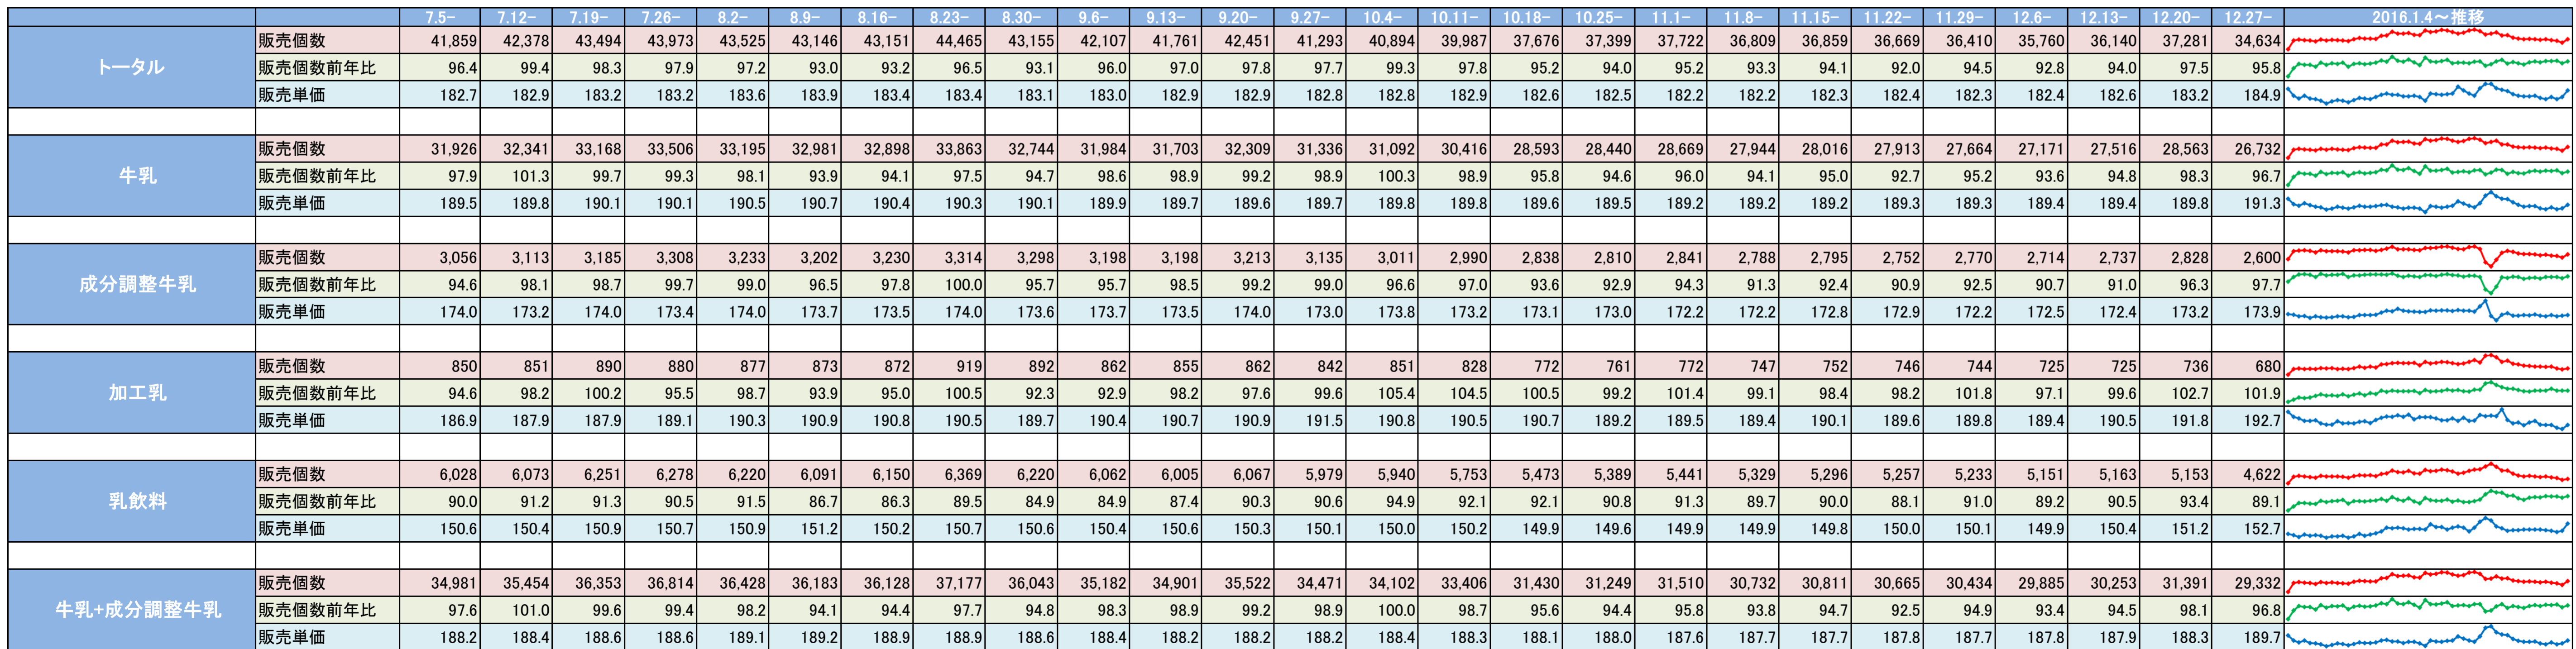 7.5- 7.12- 7.19- 7.26- 8.2- 8.9- 8.16- 8.23- 8.30- 9.6- 9.13- 9.20- 9.27- 10.4- 10.11- 10.18- 10.25- 11.1- 11.8- 11.15- 11.22- 11.29- 12.6- 12.13- 12.20- 12.27- 2016.1.4～推移
トータル
販売個数 41,859 42,378 43,494 43,973 43,525 43,146 43,151 44,465 43,155 42,107 41,761 42,451 41,293 40,894 39,987 37,676 37,399 37,722 36,809 36,859 36,669 36,410 35,760 36,140 37,281 34,634
販売個数前年比 96.4 99.4 98.3 97.9 97.2 93.0 93.2 96.5 93.1 96.0 97.0 97.8 97.7 99.3 97.8 95.2 94.0 95.2 93.3 94.1 92.0 94.5 92.8 94.0 97.5 95.8
販売単価 182.7 182.9 183.2 183.2 183.6 183.9 183.4 183.4 183.1 183.0 182.9 182.9 182.8 182.8 182.9 182.6 182.5 182.2 182.2 182.3 182.4 182.3 182.4 182.6 183.2 184.9
牛乳
販売個数 31,926 32,341 33,168 33,506 33,195 32,981 32,898 33,863 32,744 31,984 31,703 32,309 31,336 31,092 30,416 28,593 28,440 28,669 27,944 28,016 27,913 27,664 27,171 27,516 28,563 26,732
販売個数前年比 97.9 101.3 99.7 99.3 98.1 93.9 94.1 97.5 94.7 98.6 98.9 99.2 98.9 100.3 98.9 95.8 94.6 96.0 94.1 95.0 92.7 95.2 93.6 94.8 98.3 96.7
販売単価 189.5 189.8 190.1 190.1 190.5 190.7 190.4 190.3 190.1 189.9 189.7 189.6 189.7 189.8 189.8 189.6 189.5 189.2 189.2 189.2 189.3 189.3 189.4 189.4 189.8 191.3
成分調整牛乳
販売個数 3,056 3,113 3,185 3,308 3,233 3,202 3,230 3,314 3,298 3,198 3,198 3,213 3,135 3,011 2,990 2,838 2,810 2,841 2,788 2,795 2,752 2,770 2,714 2,737 2,828 2,600
販売個数前年比 94.6 98.1 98.7 99.7 99.0 96.5 97.8 100.0 95.7 95.7 98.5 99.2 99.0 96.6 97.0 93.6 92.9 94.3 91.3 92.4 90.9 92.5 90.7 91.0 96.3 97.7
販売単価 174.0 173.2 174.0 173.4 174.0 173.7 173.5 174.0 173.6 173.7 173.5 174.0 173.0 173.8 173.2 173.1 173.0 172.2 172.2 172.8 172.9 172.2 172.5 172.4 173.2 173.9
加工乳
販売個数 850 851 890 880 877 873 872 919 892 862 855 862 842 851 828 772 761 772 747 752 746 744 725 725 736 680
販売個数前年比 94.6 98.2 100.2 95.5 98.7 93.9 95.0 100.5 92.3 92.9 98.2 97.6 99.6 105.4 104.5 100.5 99.2 101.4 99.1 98.4 98.2 101.8 97.1 99.6 102.7 101.9
販売単価 186.9 187.9 187.9 189.1 190.3 190.9 190.8 190.5 189.7 190.4 190.7 190.9 191.5 190.8 190.5 190.7 189.2 189.5 189.4 190.1 189.6 189.8 189.4 190.5 191.8 192.7
乳飲料
販売個数 6,028 6,073 6,251 6,278 6,220 6,091 6,150 6,369 6,220 6,062 6,005 6,067 5,979 5,940 5,753 5,473 5,389 5,441 5,329 5,296 5,257 5,233 5,151 5,163 5,153 4,622
販売個数前年比 90.0 91.2 91.3 90.5 91.5 86.7 86.3 89.5 84.9 84.9 87.4 90.3 90.6 94.9 92.1 92.1 90.8 91.3 89.7 90.0 88.1 91.0 89.2 90.5 93.4 89.1
販売単価 150.6 150.4 150.9 150.7 150.9 151.2 150.2 150.7 150.6 150.4 150.6 150.3 150.1 150.0 150.2 149.9 149.6 149.9 149.9 149.8 150.0 150.1 149.9 150.4 151.2 152.7
牛乳+成分調整牛乳
販売個数 34,981 35,454 36,353 36,814 36,428 36,183 36,128 37,177 36,043 35,182 34,901 35,522 34,471 34,102 33,406 31,430 31,249 31,510 30,732 30,811 30,665 30,434 29,885 30,253 31,391 29,332
販売個数前年比 97.6 101.0 99.6 99.4 98.2 94.1 94.4 97.7 94.8 98.3 98.9 99.2 98.9 100.0 98.7 95.6 94.4 95.8 93.8 94.7 92.5 94.9 93.4 94.5 98.1 96.8
販売単価 188.2 188.4 188.6 188.6 189.1 189.2 188.9 188.9 188.6 188.4 188.2 188.2 188.2 188.4 188.3 188.1 188.0 187.6 187.7 187.7 187.8 187.7 187.8 187.9 188.3 189.7